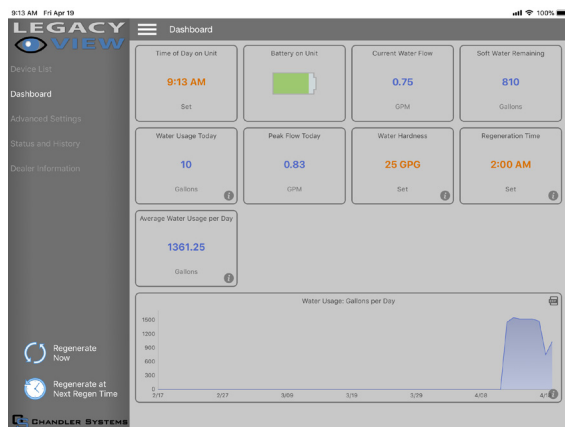 9:13 AM Fri Apr 19
100%
LEGACY
VIEW
Dashboard
Device List
Dashboard
Advanced Settings
Status and History
Dealer Information
Regenerate
Now
Regenerate at
Next Regen Time
CHANDLER SYSTEMS
Time of Day on Unit
9:13 AM
Set
Battery on Unit
Current Water Flow
0.75
GPM
Soft Water Remaining
810
Gallons
Water Usage Today
10
Gallons
Peak Flow Today
0.83
GPM
Water Hardness
25 GPG
Set
Regeneration Time
2:00 AM
Set
Average Water Usage per Day
1361.25
Gallons
Water Usage: Gallons per Day
1500
1200
900
600
300
0
2/17 2/27 3/09 3/19 3/29 4/08